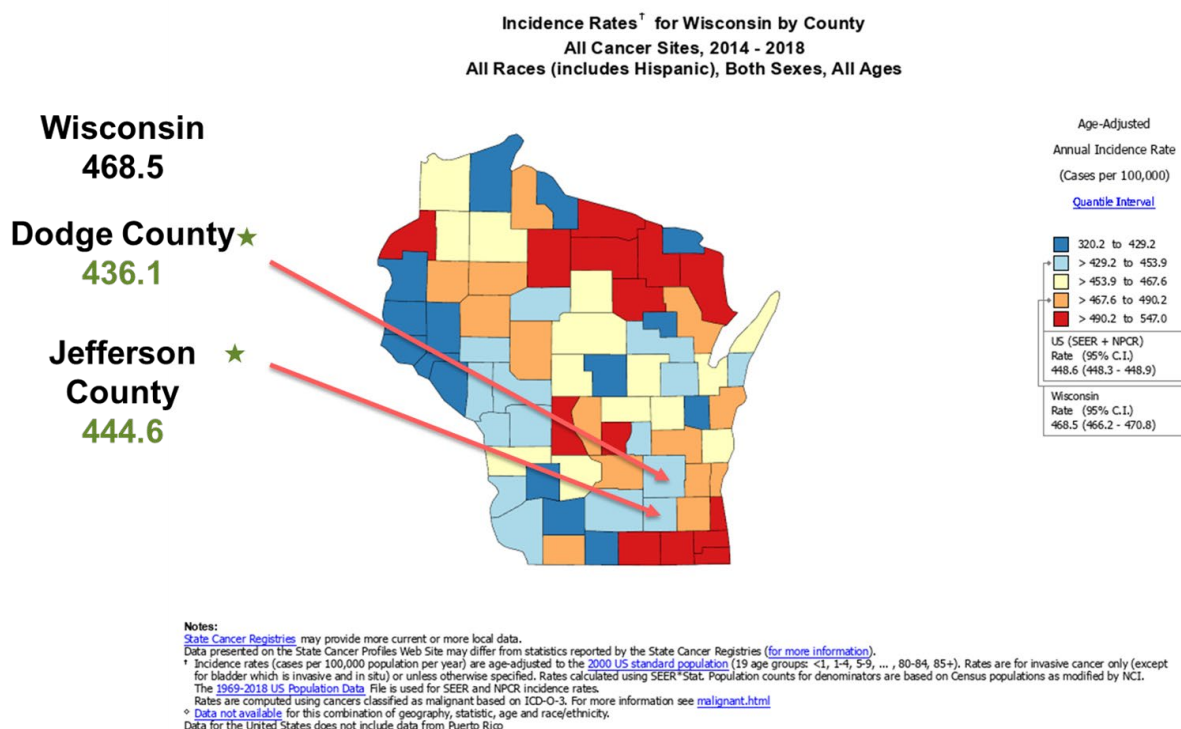 Incidence Rates† for Wisconsin by County
All Cancer Sites, 2014 - 2018
All Races (includes Hispanic), Both Sexes, All Ages
Wisconsin
468.5
Dodge County
436.1
Jefferson
County
444.6
Age-Adjusted
Annual Incidence Rate
(Cases per 100,000)
Quantile Interval
320.2 to 429.2
> 429.2 to 453.9
> 453.9 to 467.6
> 467.6 to 490.2
> 490.2 to 547.0
US (SEER + NPCR)
Rate (95% C.I.)
448.6 (448.3 - 448.9)
Wisconsin
Rate (95% C.I.)
468.5 (466.2 - 470.8)
Notes:
State Cancer Registries may provide more current or more local data.
Data presented on the State Cancer Profiles Web Site may differ from statistics reported by the State Cancer Registries (for more information).
† Incidence rates (cases per 100,000 population per year) are age-adjusted to the 2000 US standard population (19 age groups: <1, 1-4, 5-9, ... , 80-84, 85+). Rates are for invasive cancer only (except
for bladder which is invasive and in situ) or unless otherwise specified. Rates calculated using SEER*Stat. Population counts for denominators are based on Census populations as modified by NCI.
The 1969-2018 US Population Data File is used for SEER and NPCR incidence rates.
Rates are computed using cancers classified as malignant based on ICD-O-3. For more information see malignant.html
◇ Data not available for this combination of geography, statistic, age and race/ethnicity.
Data for the United States does not include data from Puerto Rico